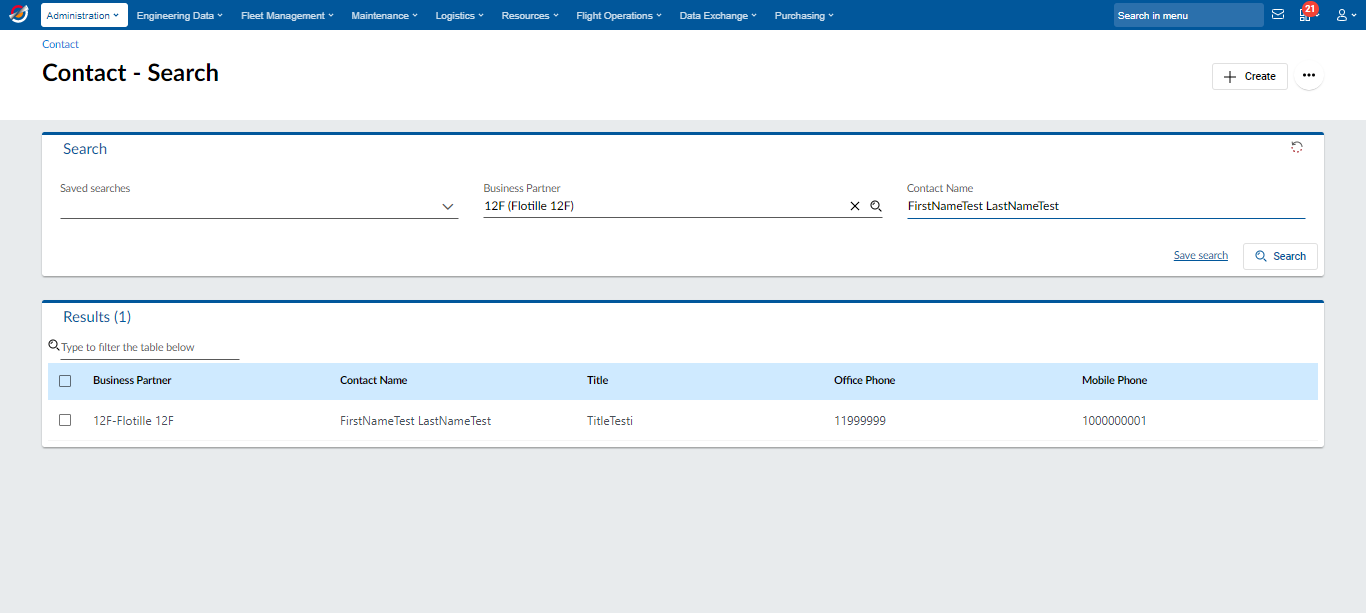 Administration Engineering Data Fleet Management Maintenance Logistics Resources Flight Operations Data Exchange Purchasing Search in menu 21
Contact
Contact - Search
Create
Search
Saved searches Business Partner Contact Name
12F (Flotille 12F) FirstNameTest LastNameTest
Save search Search
Results (1)
Type to filter the table below
Business Partner Contact Name Title Office Phone Mobile Phone
12F-Flotille 12F FirstNameTest LastNameTest TitleTesti 11999999 1000000001